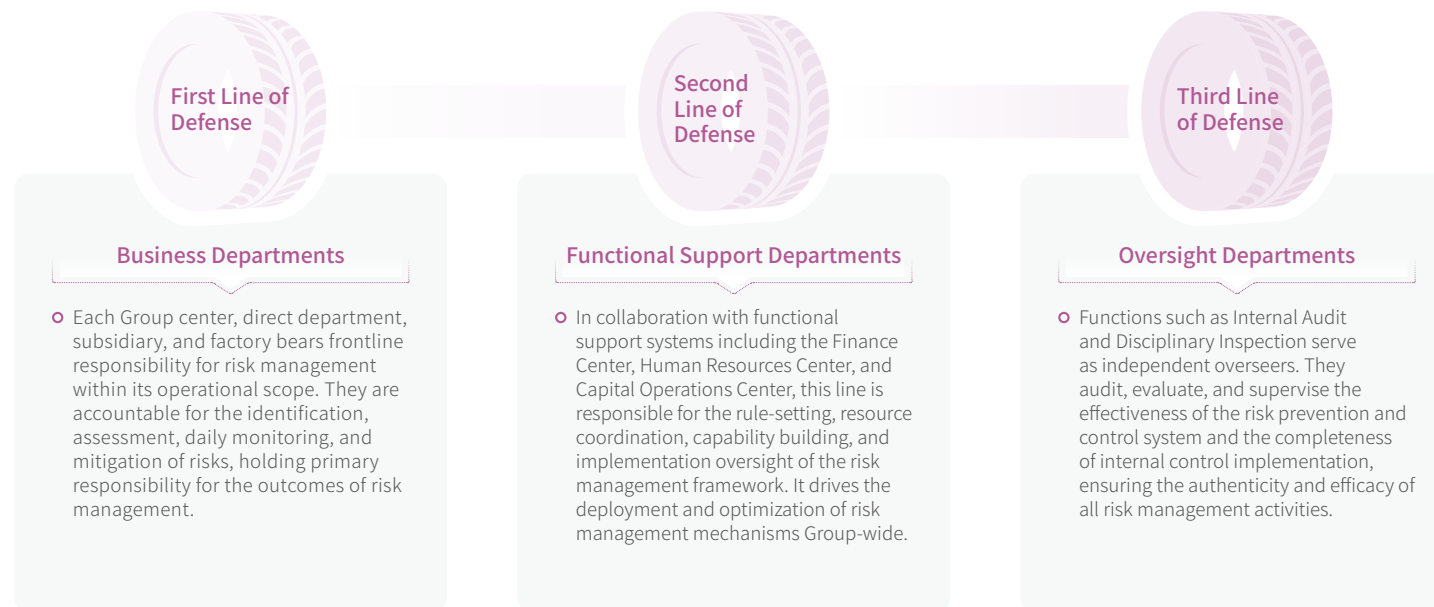 First Line of
Defense
Business Departments
Each Group center, direct department,
subsidiary, and factory bears frontline
responsibility for risk management
within its operational scope. They are
accountable for the identification,
assessment, daily monitoring, and
mitigation of risks, holding primary
responsibility for the outcomes of risk
management.
Second
Line of
Defense
Functional Support Departments
In collaboration with functional
support systems including the Finance
Center, Human Resources Center, and
Capital Operations Center, this line is
responsible for the rule-setting, resource
coordination, capability building, and
implementation oversight of the risk
management framework. It drives the
deployment and optimization of risk
management mechanisms Group-wide.
Third Line
of Defense
Oversight Departments
Functions such as Internal Audit
and Disciplinary Inspection serve
as independent overseers. They
audit, evaluate, and supervise the
effectiveness of the risk prevention and
control system and the completeness
of internal control implementation,
ensuring the authenticity and efficacy of
all risk management activities.